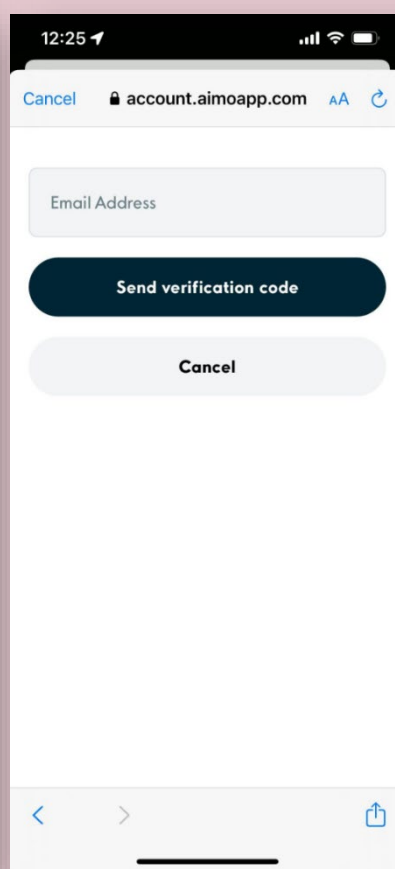 12:25
Cancel account.aimoapp.com AA
Email Address
Send verification code
Cancel